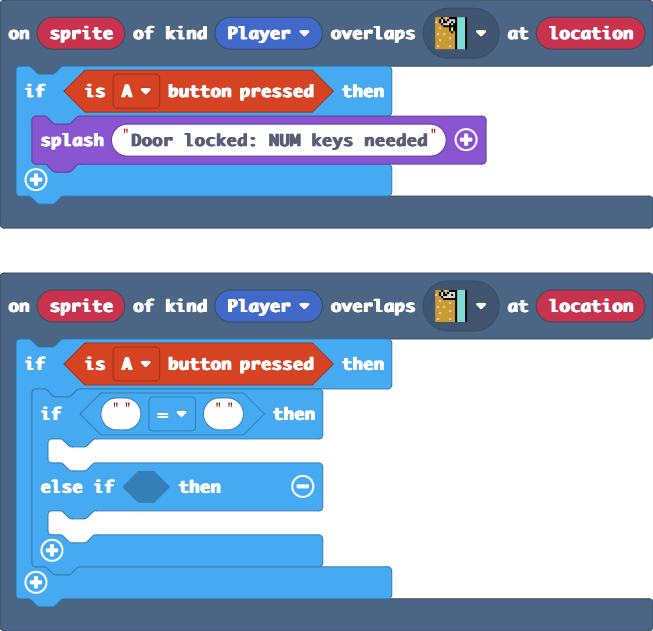 on sprite of kind Player overlaps at location
if is A button pressed then
splash "Door locked: NUM keys needed"
on sprite of kind Player overlaps at location
if is A button pressed then
if "" = "" then
else if then